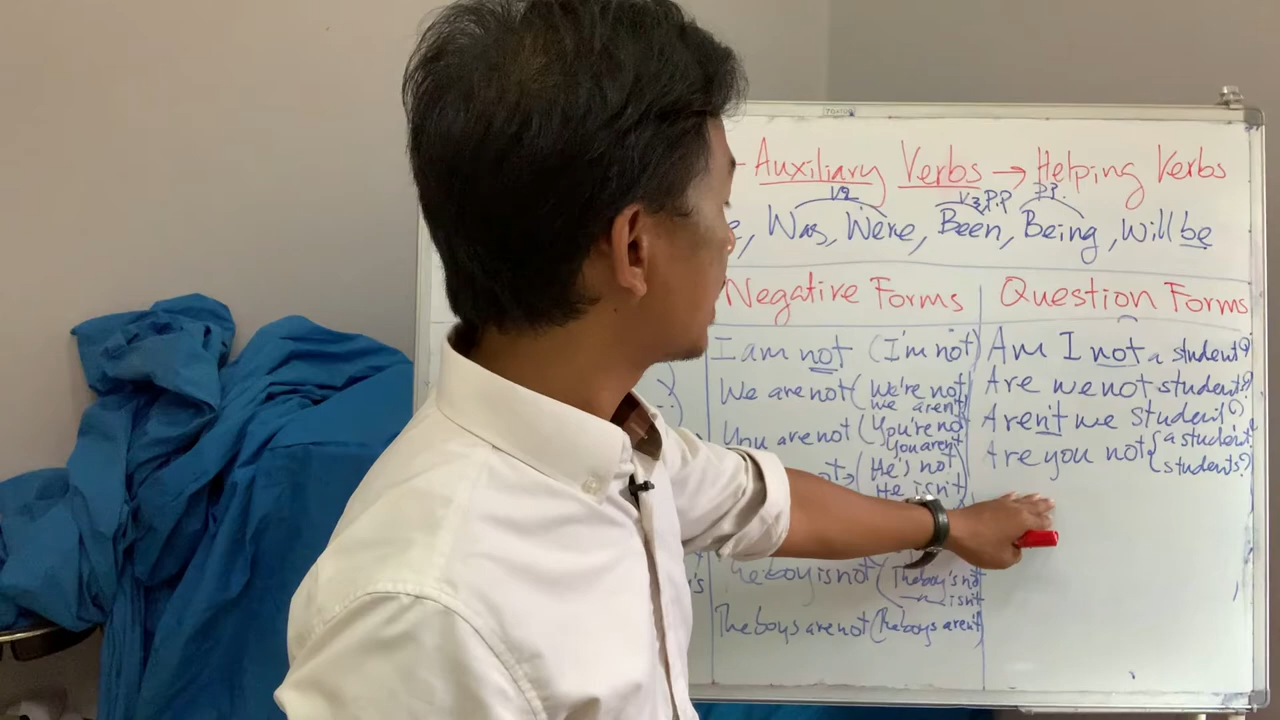 Auxiliary Verbs → Helping Verbs
V2 V3 P.P
Was, Were, Been, Being, Will be
Negative Forms
I am not (I'm not)
We are not (We're not
we aren't)
You are not (You're not
You aren't
(He's not
He isn't
The boy is not (The boy's not
isn't
The boys are not (The boys aren't)
Question Forms
Am I not a student?
Are we not student?
Aren't we student?
Are you not { a student?
students?